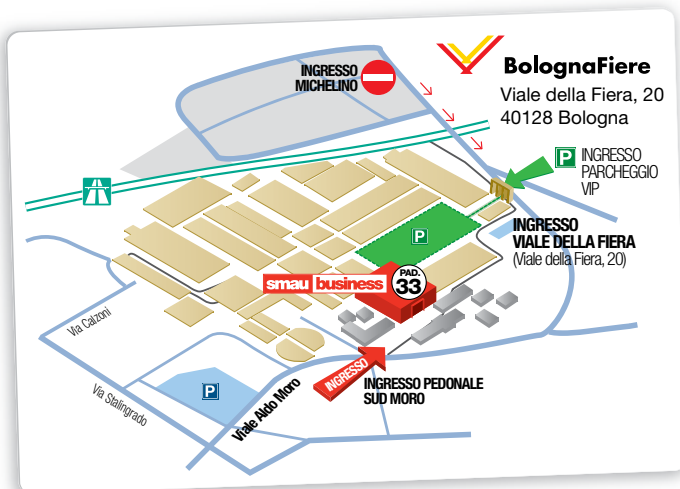 INGRESSO
MICHELINO
BolognaFiere
Viale della Fiera, 20
40128 Bologna
P INGRESSO
PARCHEGGIO
VIP
P
INGRESSO
VIALE DELLA FIERA
(Viale della Fiera, 20)
smau business
PAD.
33
Via Calzoni
Via Stalingrado
P
Viale Aldo Moro
INGRESSO
INGRESSO PEDONALE
SUD MORO